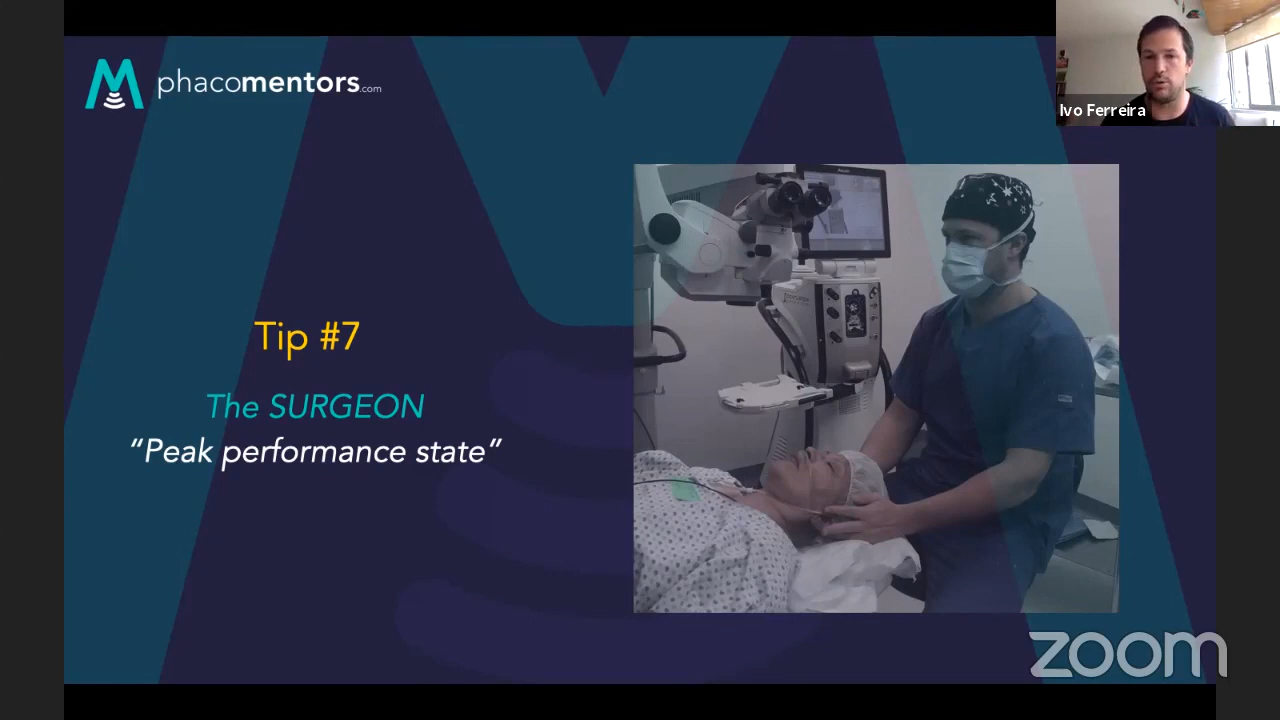 phacomentors.com
Ivo Ferreira
Tip #7
The SURGEON
“Peak performance state”
zoom